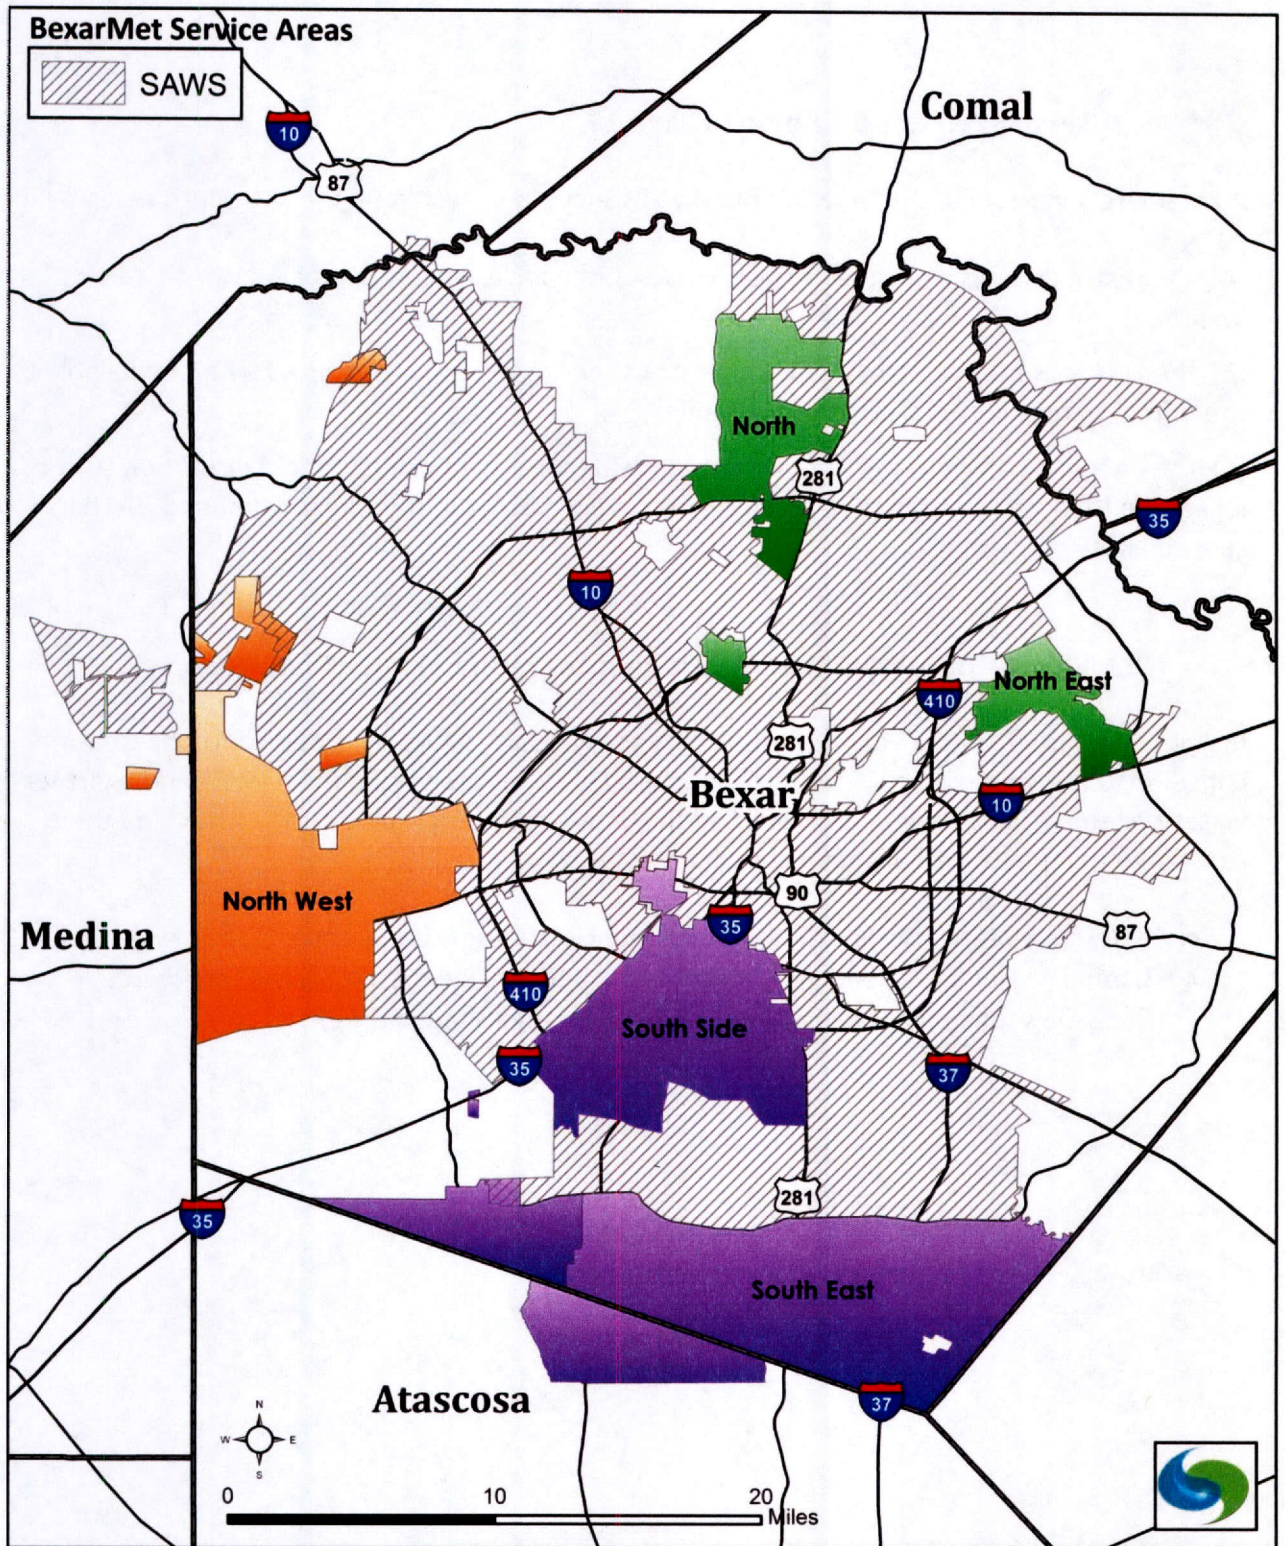 BexarMet Service Areas
SAWS
Comal
10
87
North
281
35
10
North East
410
281
Bexar
10
North West
90
Medina
35
87
410
South Side
35
37
281
35
South East
Atascosa
37
N
W E
S
0 10 20
Miles